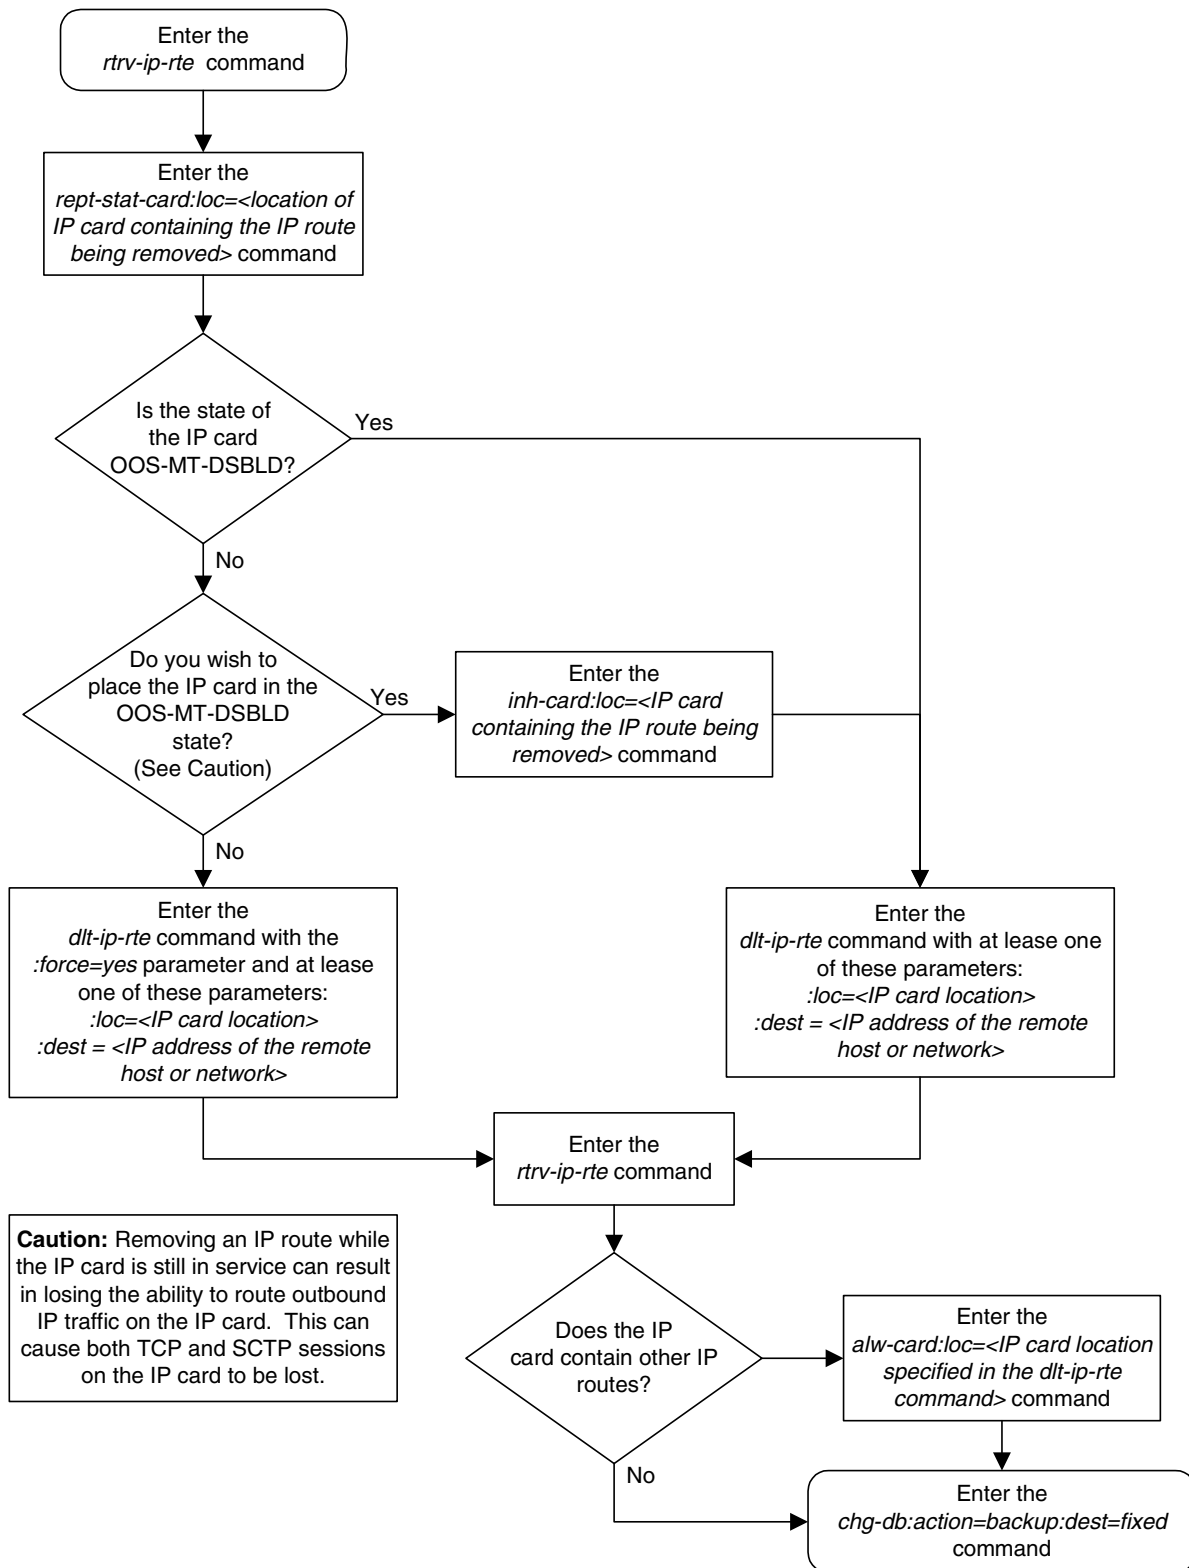 Enter the
rtrv-ip-rte command
Enter the
rept-stat-card:loc=<location of
IP card containing the IP route
being removed> command
Is the state of
the IP card
OOS-MT-DSBLD?
Yes
No
Do you wish to
place the IP card in the
OOS-MT-DSBLD
state?
(See Caution)
Yes
Enter the
inh-card:loc=<IP card
containing the IP route being
removed> command
No
Enter the
dlt-ip-rte command with the
:force=yes parameter and at lease
one of these parameters:
:loc=<IP card location>
:dest = <IP address of the remote
host or network>
Enter the
dlt-ip-rte command with at lease one
of these parameters:
:loc=<IP card location>
:dest = <IP address of the remote
host or network>
Enter the
rtrv-ip-rte command
Caution: Removing an IP route while
the IP card is still in service can result
in losing the ability to route outbound
IP traffic on the IP card. This can
cause both TCP and SCTP sessions
on the IP card to be lost.
Does the IP
card contain other IP
routes?
Enter the
alw-card:loc=<IP card location
specified in the dlt-ip-rte
command> command
No
Enter the
chg-db:action=backup:dest=fixed
command